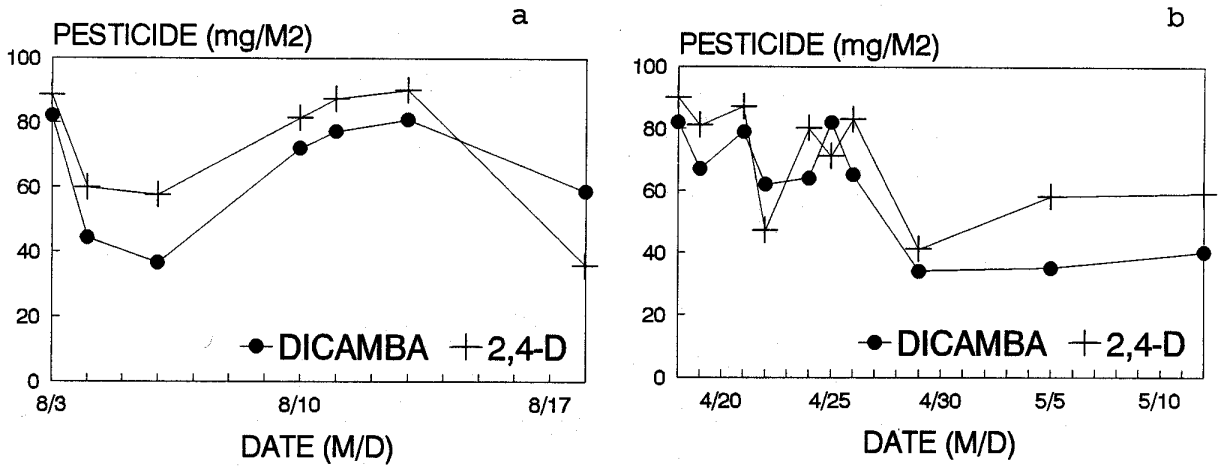 a
PESTICIDE (mg/M2)
100
80
60
40
20
0
DICAMBA 2,4-D
8/3 8/10 8/17
DATE (M/D)
b
PESTICIDE (mg/M2)
100
80
60
40
20
0
DICAMBA 2,4-D
4/20 4/25 4/30 5/5 5/10
DATE (M/D)